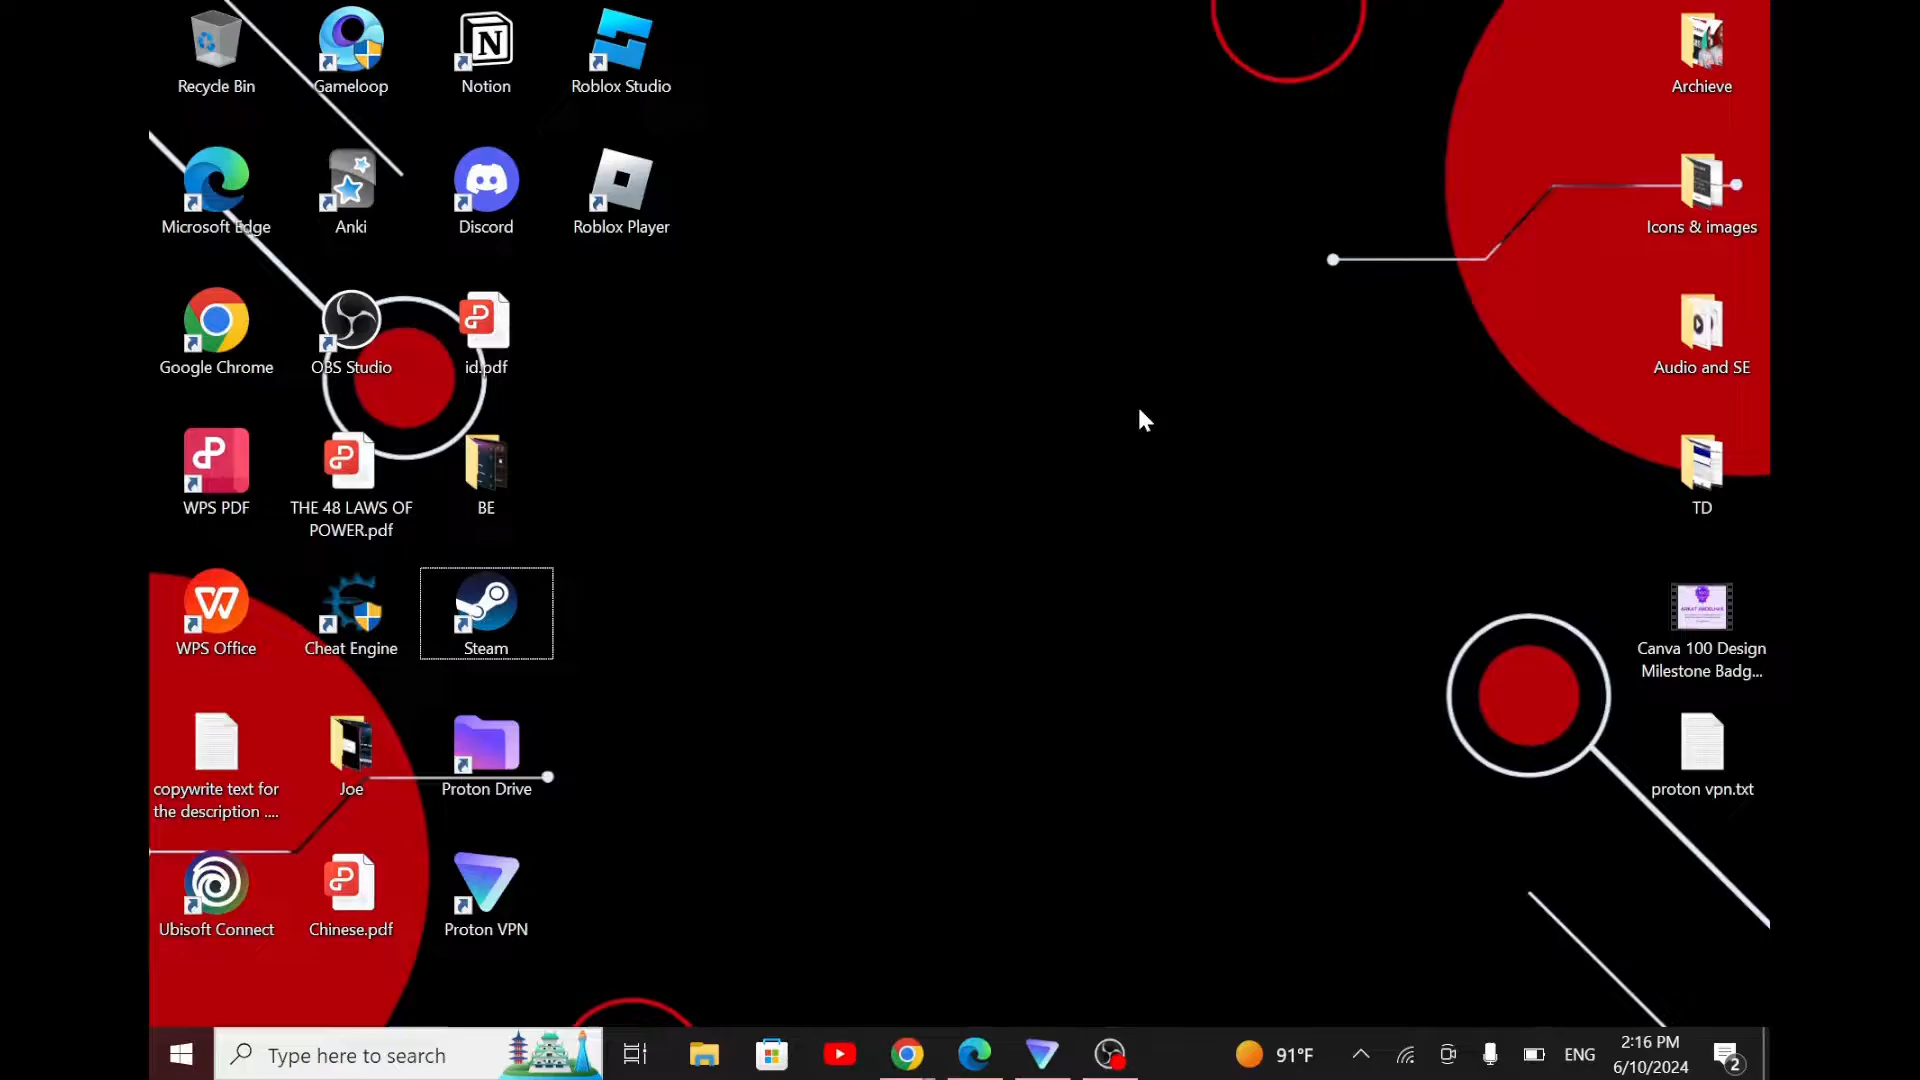 Recycle Bin
Gameloop
Notion
Roblox Studio
Archieve
Microsoft Edge
Anki
Discord
Roblox Player
Icons & images
Google Chrome
OBS Studio
id.pdf
Audio and SE
WPS PDF
THE 48 LAWS OF
POWER.pdf
BE
TD
WPS Office
Cheat Engine
Steam
Canva 100 Design
Milestone Badg...
copywrite text for
the description ....
Joe
Proton Drive
proton vpn.txt
Ubisoft Connect
Chinese.pdf
Proton VPN
Type here to search
91°F
ENG
2:16 PM
6/10/2024
2